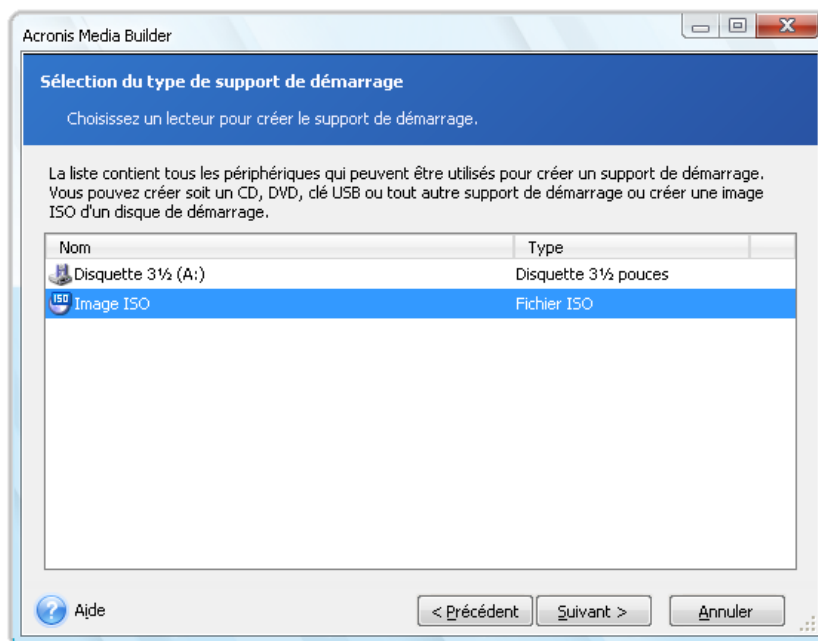 Acronis Media Builder
Sélection du type de support de démarrage
Choisissez un lecteur pour créer le support de démarrage.
La liste contient tous les périphériques qui peuvent être utilisés pour créer un support de démarrage.
Vous pouvez créer soit un CD, DVD, clé USB ou tout autre support de démarrage ou créer une image
ISO d'un disque de démarrage.
Nom Type
Disquette 3½ (A:) Disquette 3½ pouces
ISO Image ISO Fichier ISO
Aide < Précédent Suivant > Annuler